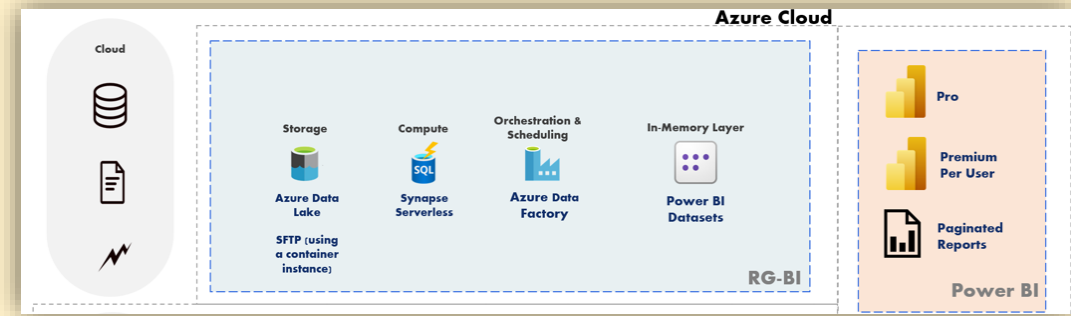 Azure Cloud
Cloud
Storage
Azure Data
Lake
SFTP (using
a container
instance)
Compute
SQL
Synapse
Serverless
Orchestration &
Scheduling
Azure Data
Factory
In-Memory Layer
Power BI
Datasets
RG-BI
Pro
Premium
Per User
Paginated
Reports
Power BI